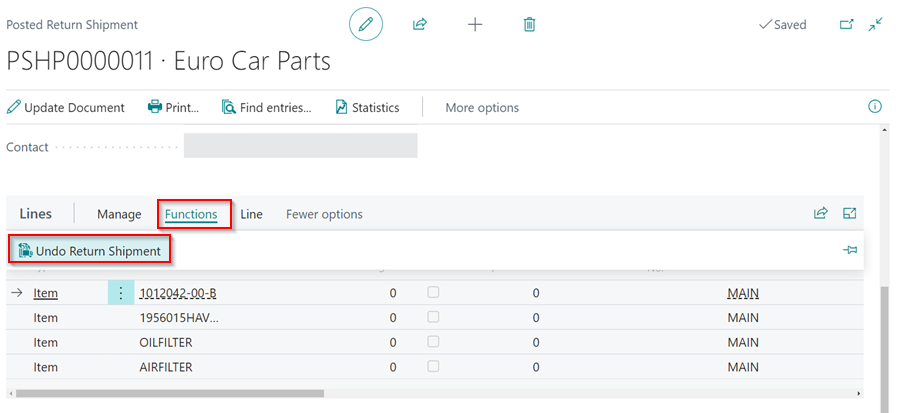 Posted Return Shipment
Saved
PSHP0000011 · Euro Car Parts
Update Document Print... Find entries... Statistics More options
Contact
Lines Manage Functions Line Fewer options
Undo Return Shipment
Item 1012042-00-B 0 0 MAIN
Item 1956015HAV... 0 0 MAIN
Item OILFILTER 0 0 MAIN
Item AIRFILTER 0 0 MAIN